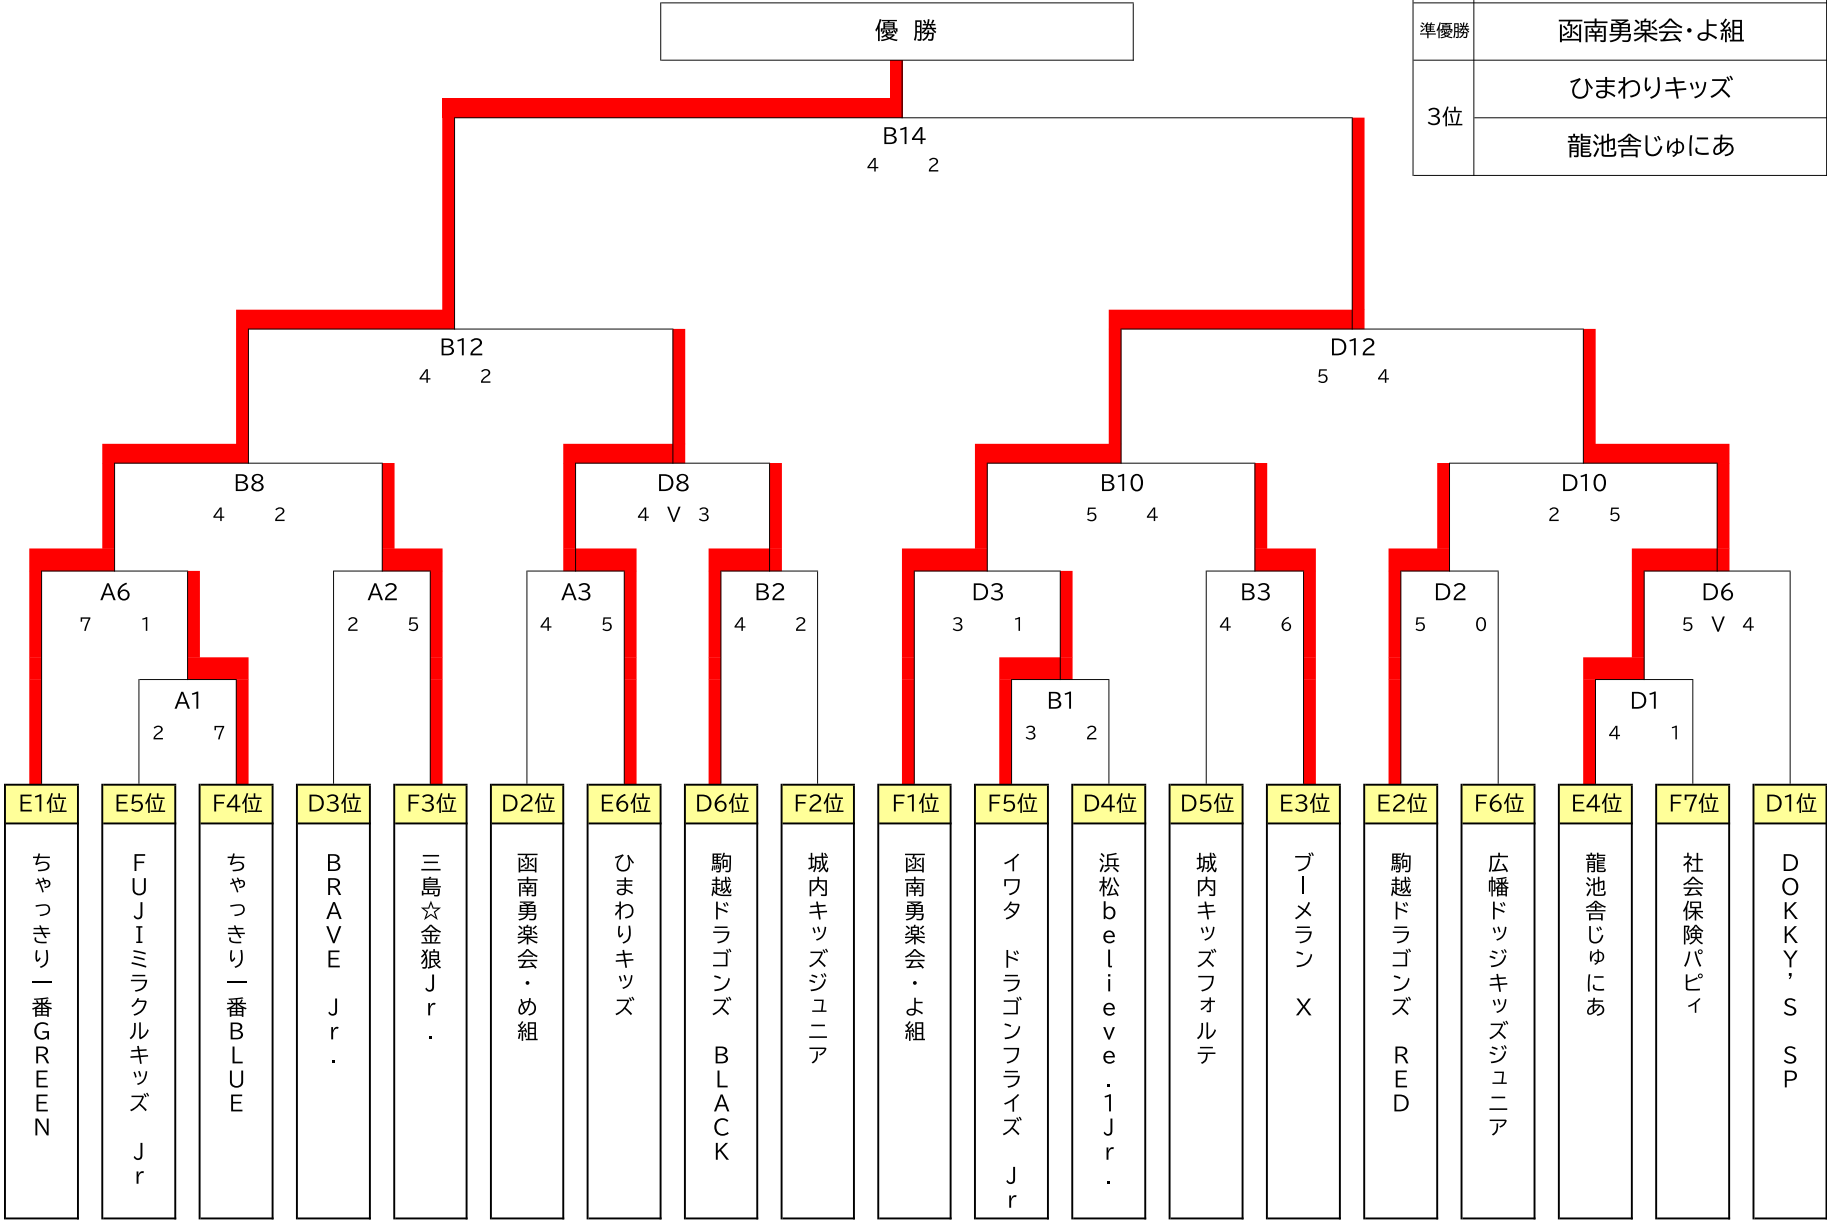 優 勝
準優勝 函南勇楽会・よ組
3位 ひまわりキッズ
龍池舎じゅにあ
B14
4 2
B12 D12
4 2 5 4
B8 D8 B10 D10
4 2 4 V 3 5 4 2 5
A6 A2 A3 B2 D3 B3 D2 D6
7 1 2 5 4 5 4 2 3 1 4 6 5 0 5 V 4
A1 B1 D1
2 7 3 2 4 1
E1位 E5位 F4位 D3位 F3位 D2位 E6位 D6位 F2位 F1位 F5位 D4位 D5位 E3位 E2位 F6位 E4位 F7位 D1位
ちゃっきり一番GREEN
FUJIミラクルキッズ Jr
ちゃっきり一番BLUE
BRAVE Jr.
三島☆金狼Jr.
函南勇楽会・め組
ひまわりキッズ
駒越ドラゴンズ BLACK
城内キッズジュニア
函南勇楽会・よ組
イワタ ドラゴンフライズ Jr
浜松believe.1Jr.
城内キッズフォルテ
ブーメラン X
駒越ドラゴンズ RED
広幡ドッジキッズジュニア
龍池舎じゅにあ
社会保険パピィ
DOKKY'S SP